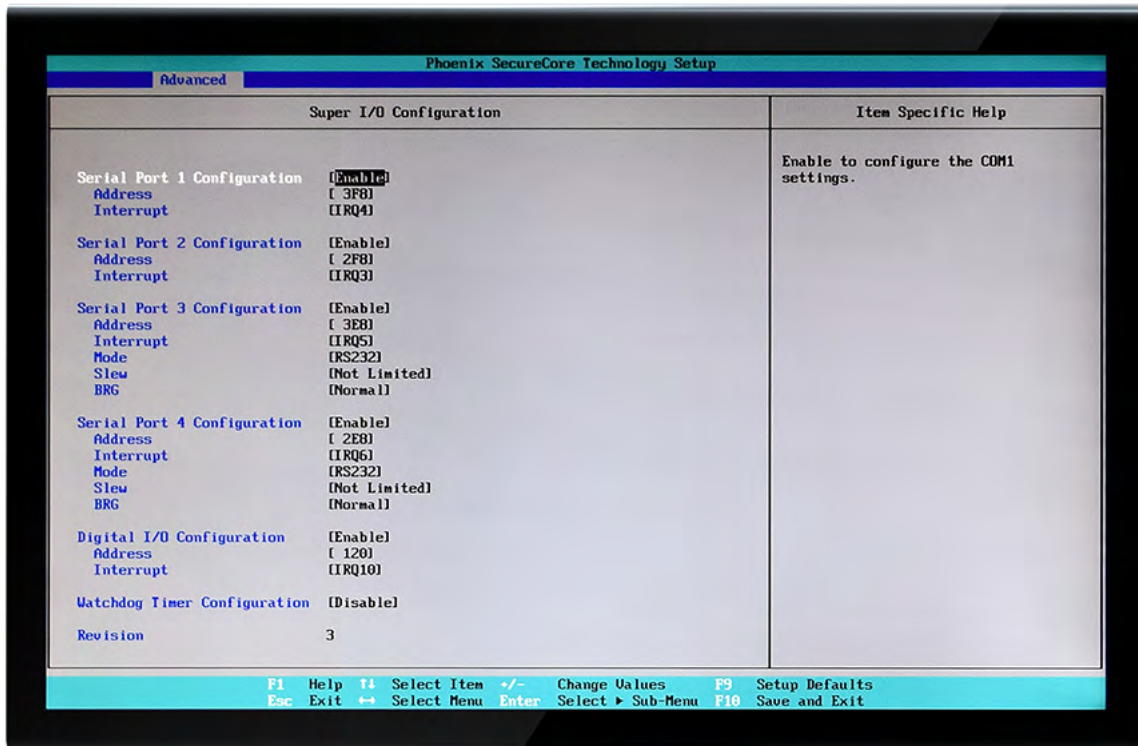 Phoenix SecureCore Technology Setup
Advanced
Super I/O Configuration
Item Specific Help
Serial Port 1 Configuration [Enable]
Address [ 3F8]
Interrupt [IRQ4]
Serial Port 2 Configuration [Enable]
Address [ 2F8]
Interrupt [IRQ3]
Serial Port 3 Configuration [Enable]
Address [ 3E8]
Interrupt [IRQ5]
Mode [RS232]
Slew [Not Limited]
BRG [Normal]
Serial Port 4 Configuration [Enable]
Address [ 2E8]
Interrupt [IRQ6]
Mode [RS232]
Slew [Not Limited]
BRG [Normal]
Digital I/O Configuration [Enable]
Address [ 120]
Interrupt [IRQ10]
Watchdog Timer Configuration [Disable]
Revision 3
Enable to configure the COM1
settings.
F1 Help ↑↓ Select Item +/- Change Values F9 Setup Defaults
Esc Exit ↔ Select Menu Enter Select ▶ Sub-Menu F10 Save and Exit